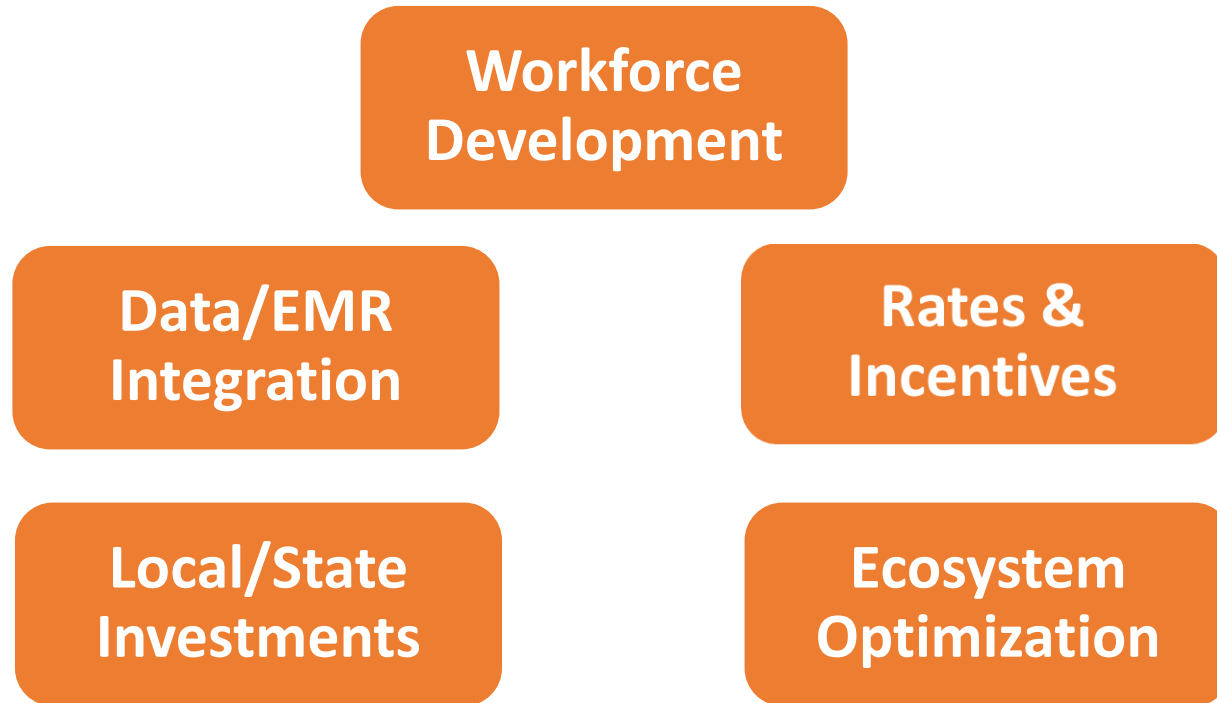 Workforce
Development
Data/EMR
Integration
Rates &
Incentives
Local/State
Investments
Ecosystem
Optimization